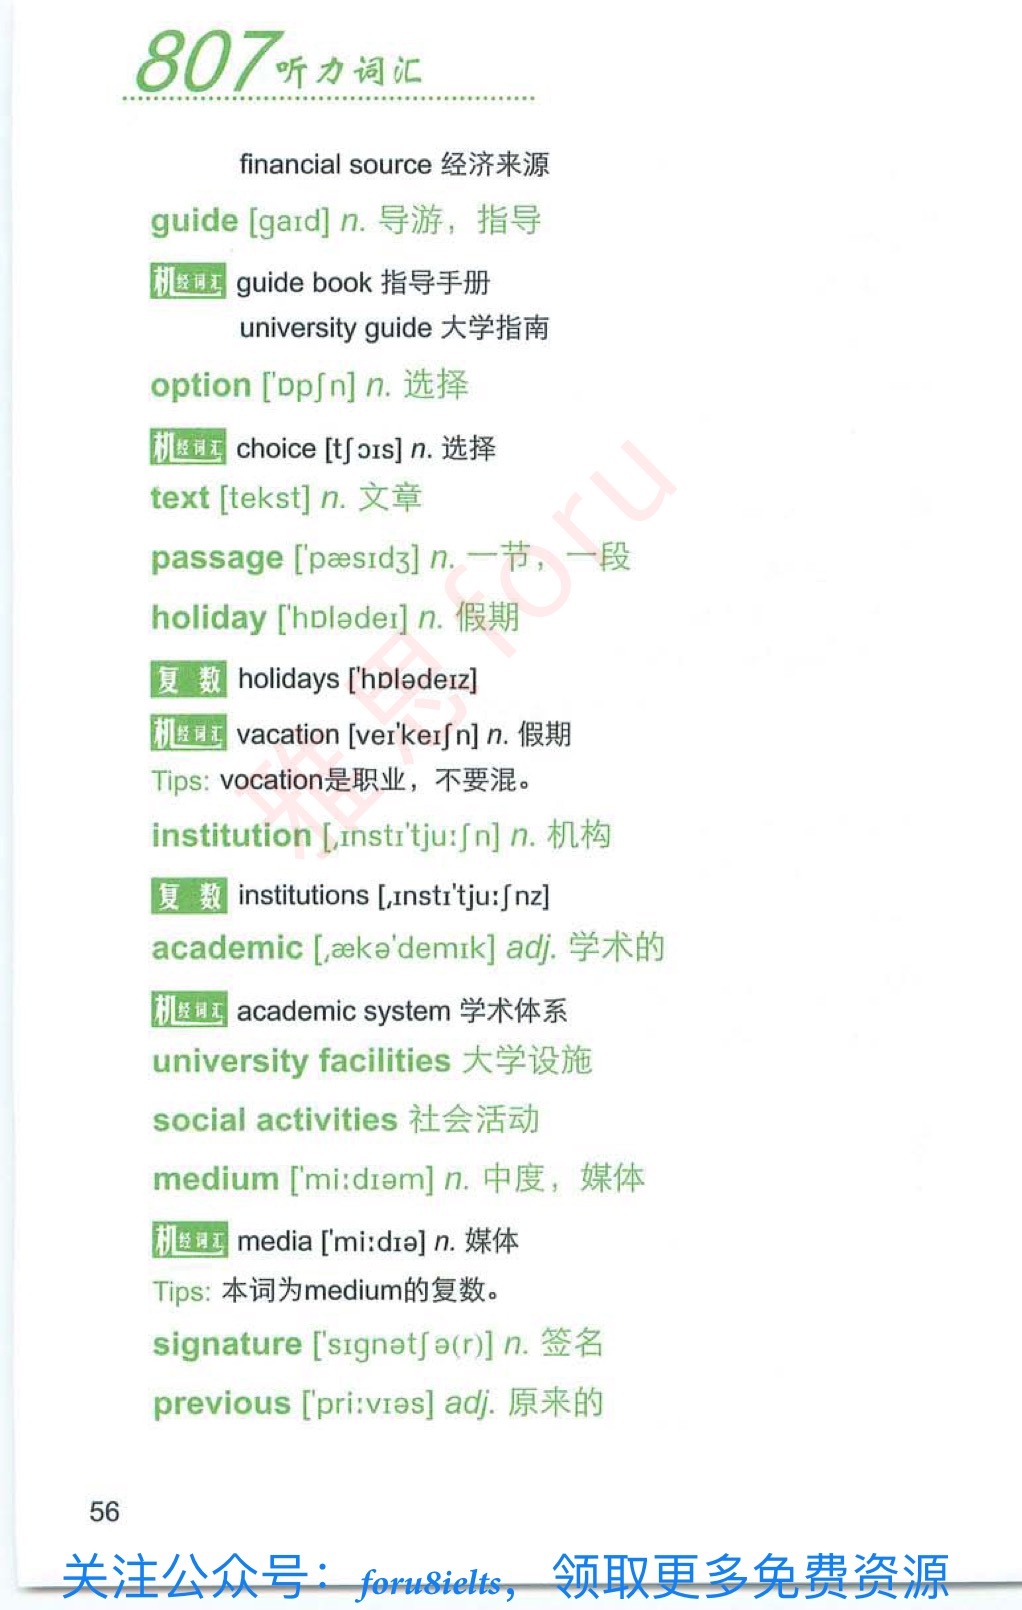 807听力词汇
financial source 经济来源
guide [gaɪd] n. 导游，指导
机经词汇 guide book 指导手册
university guide 大学指南
option ['ɒpʃn] n. 选择
机经词汇 choice [tʃɔɪs] n. 选择
text [tekst] n. 文章
passage ['pæsɪdʒ] n. 一节，一段
holiday ['hɒlədeɪ] n. 假期
复数 holidays ['hɒlədeɪz]
机经词汇 vacation [veɪ'keɪʃn] n. 假期
Tips: vocation是职业，不要混。
institution [ˌɪnstɪ'tjuːʃn] n. 机构
复数 institutions [ˌɪnstɪ'tjuːʃnz]
academic [ˌækə'demɪk] adj. 学术的
机经词汇 academic system 学术体系
university facilities 大学设施
social activities 社会活动
medium ['miːdɪəm] n. 中度，媒体
机经词汇 media ['miːdɪə] n. 媒体
Tips: 本词为medium的复数。
signature ['sɪgnətʃə(r)] n. 签名
previous ['priːvɪəs] adj. 原来的
雅思foru
56
关注公众号：foru8ielts，领取更多免费资源